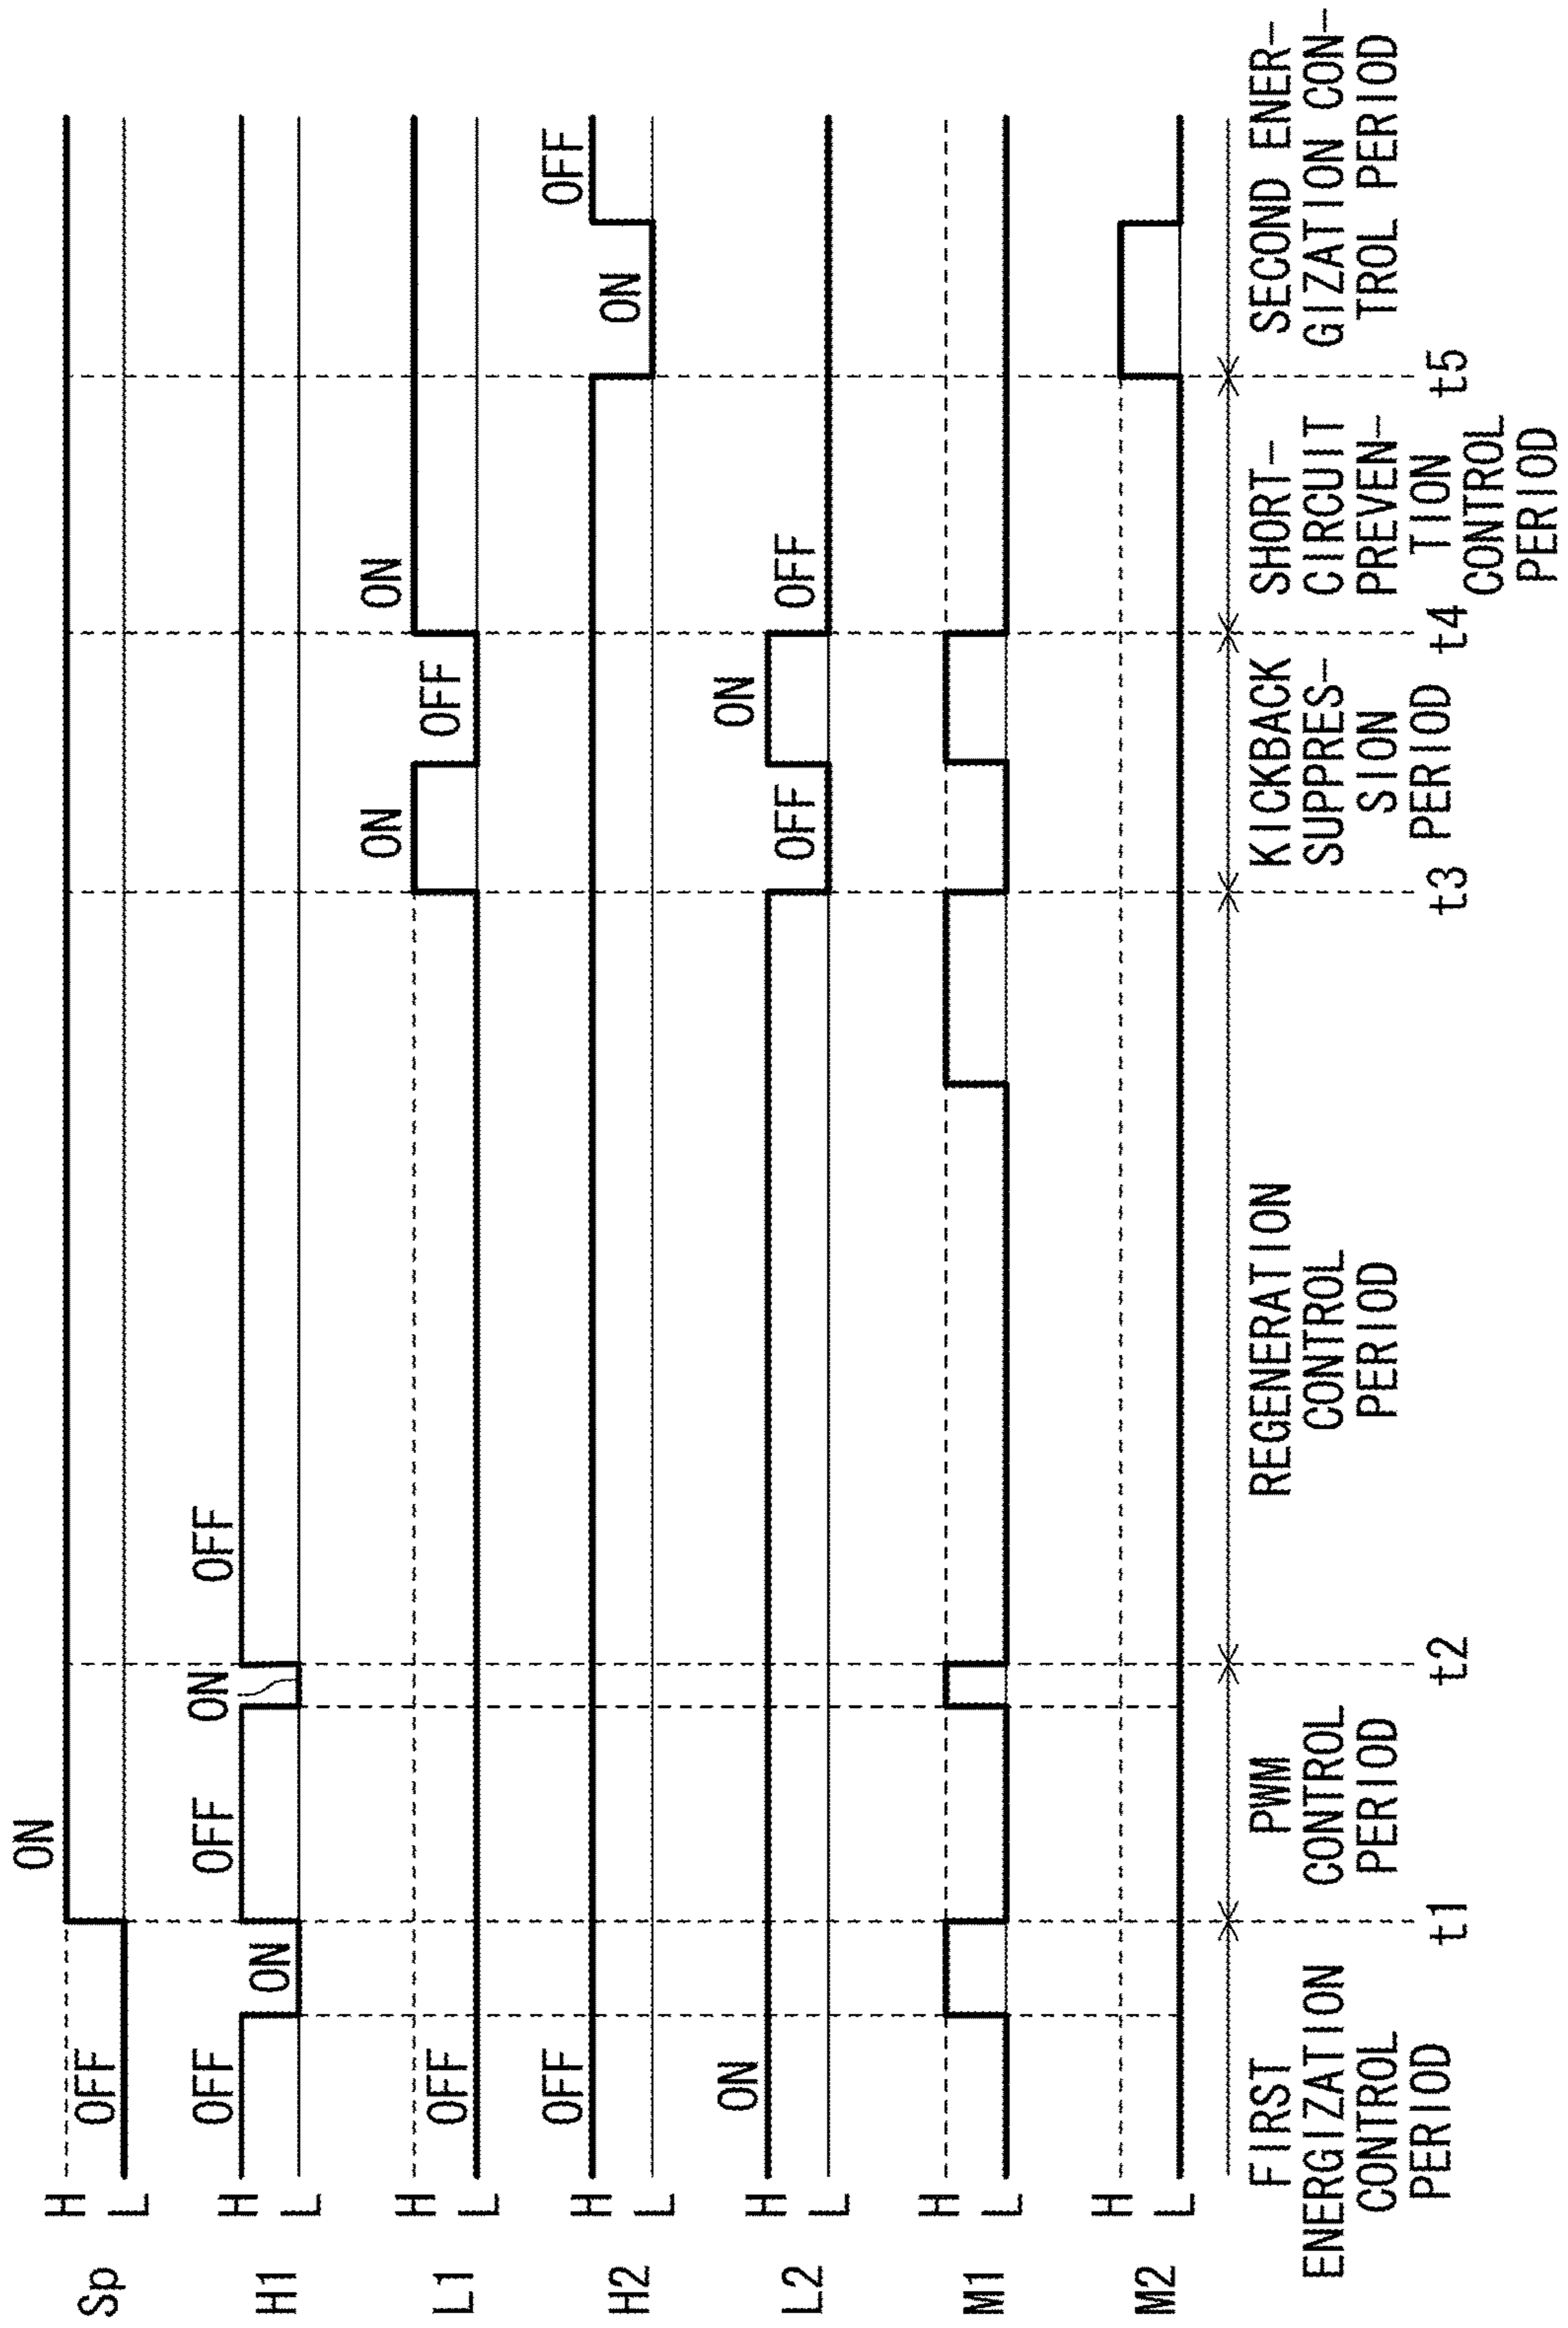 Sp
H
L
OFF
ON
H1
H
L
OFF
ON
OFF
ON
OFF
L1
H
L
OFF
ON
OFF
ON
H2
H
L
OFF
ON
OFF
L2
H
L
ON
OFF
ON
OFF
M1
H
L
M2
H
L
FIRST
ENERGIZATION
CONTROL
PERIOD
t1
PWM
CONTROL
PERIOD
t2
REGENERATION
CONTROL
PERIOD
t3
KICKBACK
SUPPRES-
SION
PERIOD
t4
SHORT-
CIRCUIT
PREVEN-
TION
CONTROL
PERIOD
t5
SECOND ENER-
GIZATION CON-
TROL PERIOD